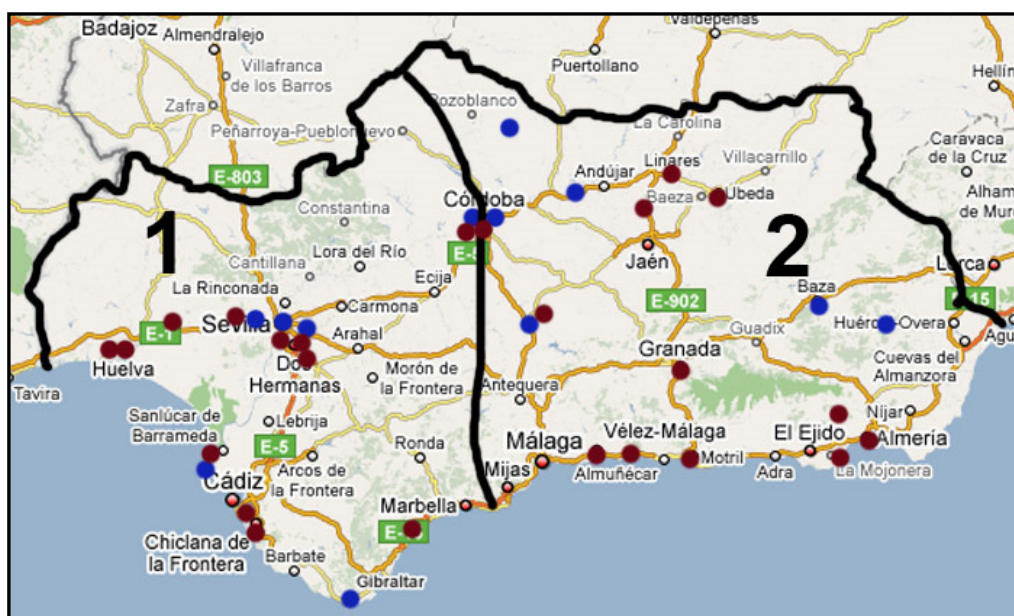 Badajoz
Almendralejo
Valdepeñas
Puertollano
Villafranca
de los Barros
Hellín
Zafra
Pozoblanco
Peñarroya-Pueblonuevo
La Carolina
Caravaca
de la Cruz
E-803
Linares
Villacarrillo
Andújar
Baeza
Úbeda
Alham
de Mur
Constantina
Córdoba
1
2
Lora del Río
Cantillana
Jaén
Écija
Lorca
La Rinconada
Carmona
E-902
Baza
15
E-1
Sevilla
Arahal
Guadix
Huércal-Overa
Agu
Huelva
Dos
Hermanas
Morón de
la Frontera
Granada
Cuevas del
Almanzora
Tavira
Antequera
Sanlúcar de
Barrameda
Lebrija
Níjar
E-5
Ronda
Málaga
Vélez-Málaga
El Ejido
Almería
Arcos de
la Frontera
Mijas
Almuñécar
Motril
Adra
La Mojonera
Cádiz
Marbella
Chiclana de
la Frontera
Barbate
Gibraltar